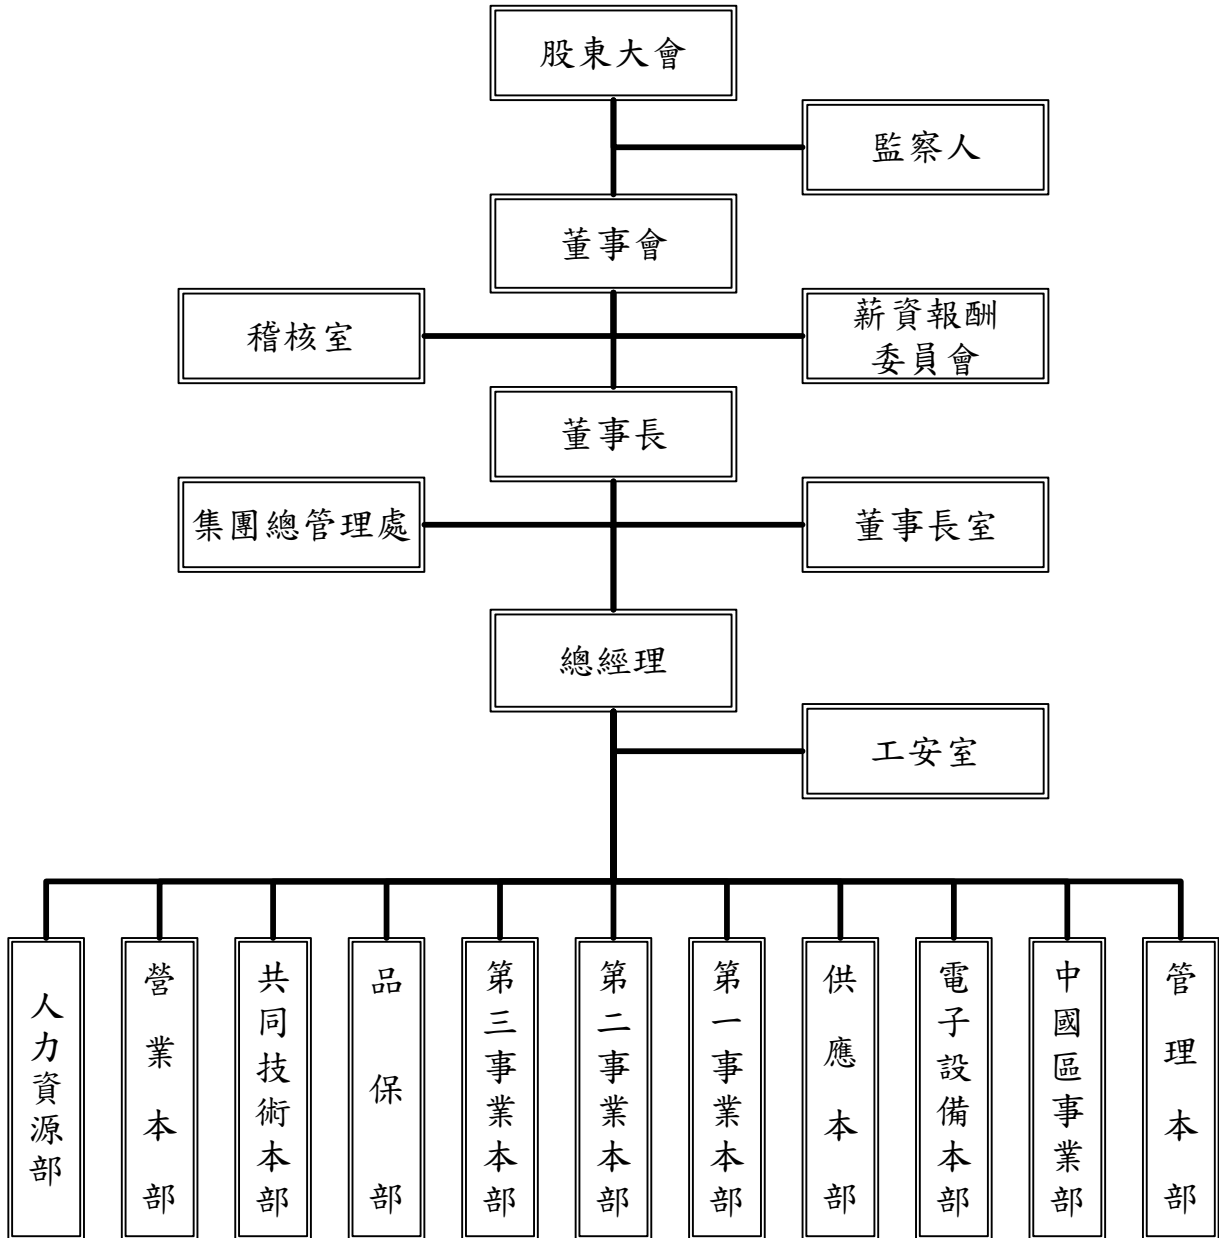 股東大會
監察人
董事會
稽核室
薪資報酬
委員會
董事長
集團總管理處
董事長室
總經理
工安室
人力資源部
營業本部
共同技術本部
品保部
第三事業本部
第二事業本部
第一事業本部
供應本部
電子設備本部
中國區事業部
管理本部